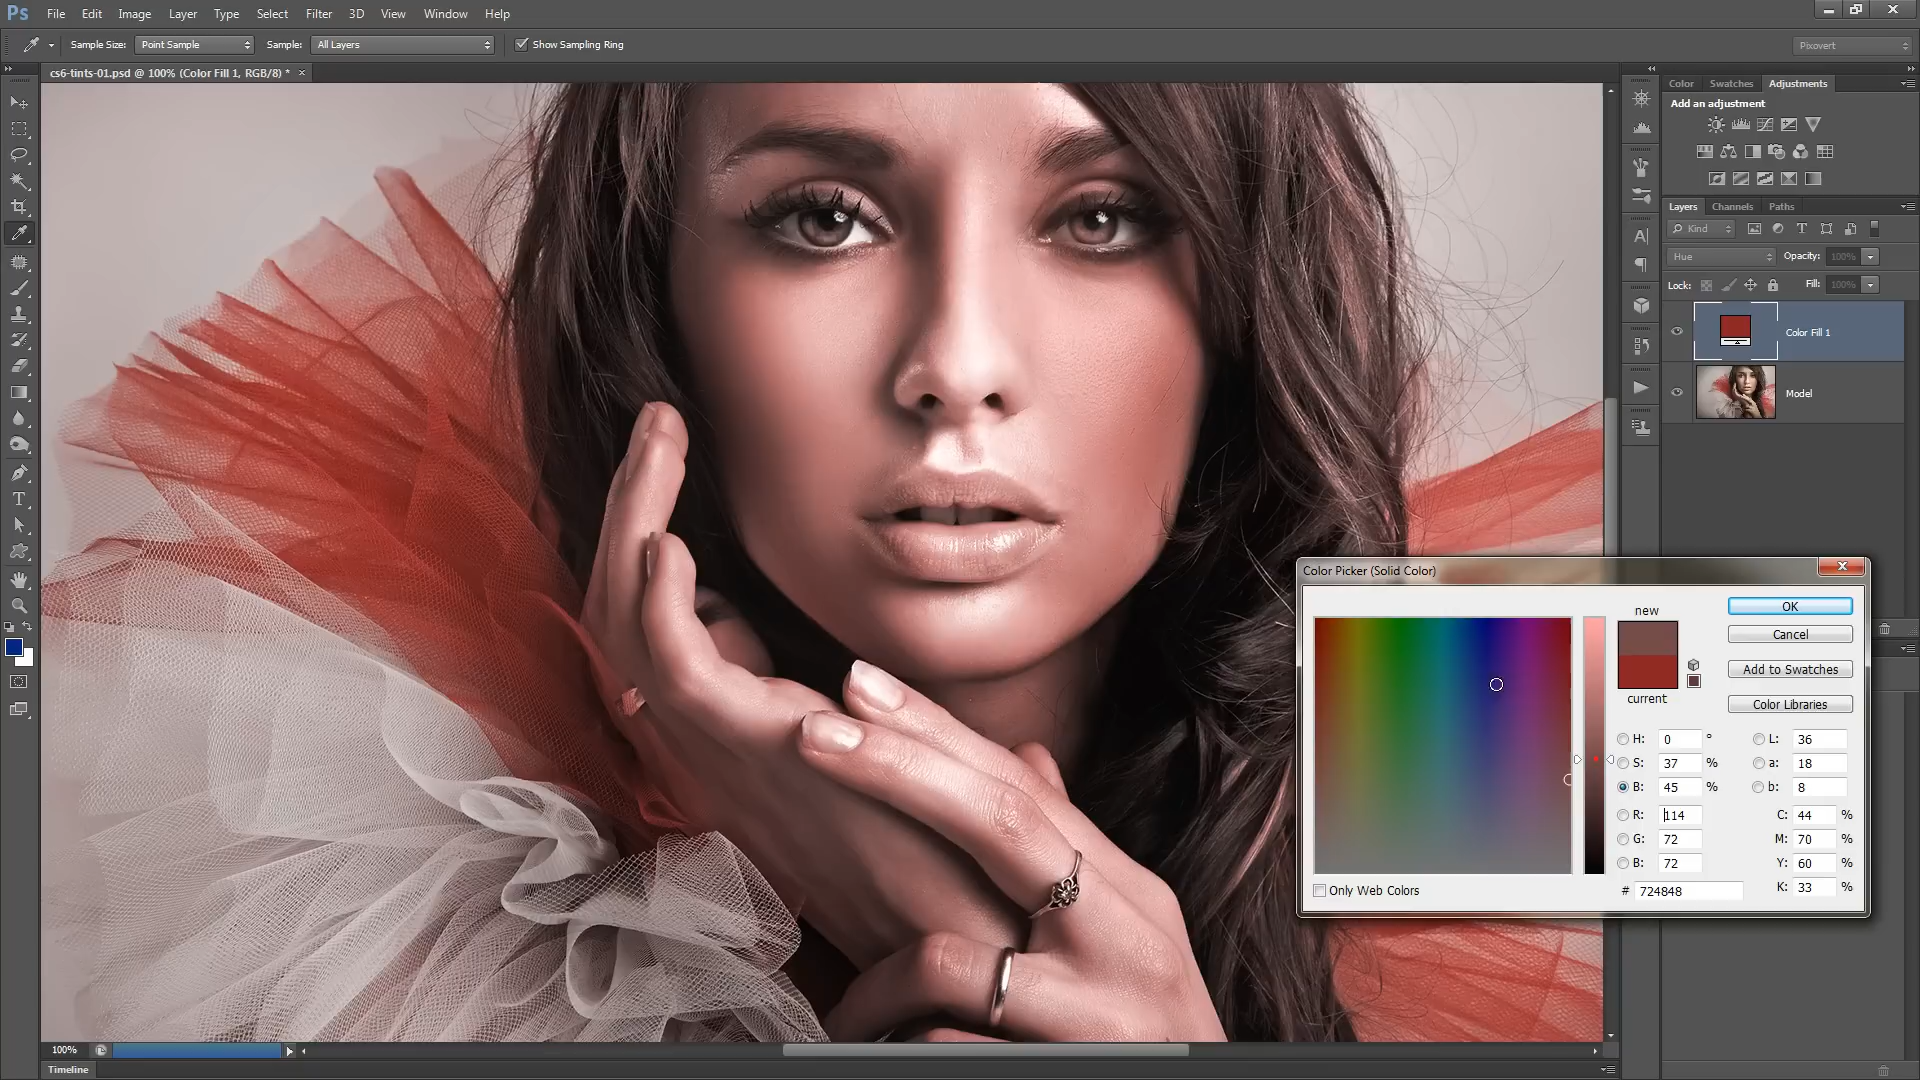 Ps File Edit Image Layer Type Select Filter 3D View Window Help
Sample Size: Point Sample Sample: All Layers Show Sampling Ring Pixovert
cs6-tints-01.psd @ 100% (Color Fill 1, RGB/8) * ×
Color Swatches Adjustments
Add an adjustment
Layers Channels Paths
Kind
Hue Opacity: 100%
Lock: Fill: 100%
Color Fill 1
Model
Color Picker (Solid Color)
new
current
OK
Cancel
Add to Swatches
Color Libraries
H: 0 ° L: 36
S: 37 % a: 18
B: 45 % b: 8
R: 114 C: 44 %
G: 72 M: 70 %
B: 72 Y: 60 %
# 724848 K: 33 %
Only Web Colors
100%
Timeline